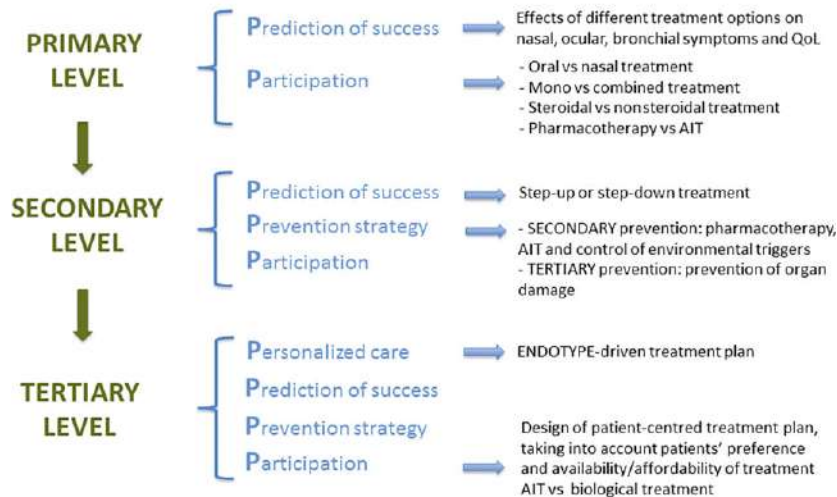 PRIMARY
LEVEL
Prediction of success
Effects of different treatment options on
nasal, ocular, bronchial symptoms and QoL
Participation
- Oral vs nasal treatment
- Mono vs combined treatment
- Steroidal vs nonsteroidal treatment
- Pharmacotherapy vs AIT
SECONDARY
LEVEL
Prediction of success
Step-up or step-down treatment
Prevention strategy
- SECONDARY prevention: pharmacotherapy,
AIT and control of environmental triggers
- TERTIARY prevention: prevention of organ
damage
Participation
TERTIARY
LEVEL
Personalized care
ENDOTYPE-driven treatment plan
Prediction of success
Prevention strategy
Participation
Design of patient-centred treatment plan,
taking into account patients' preference
and availability/affordability of treatment
AIT vs biological treatment